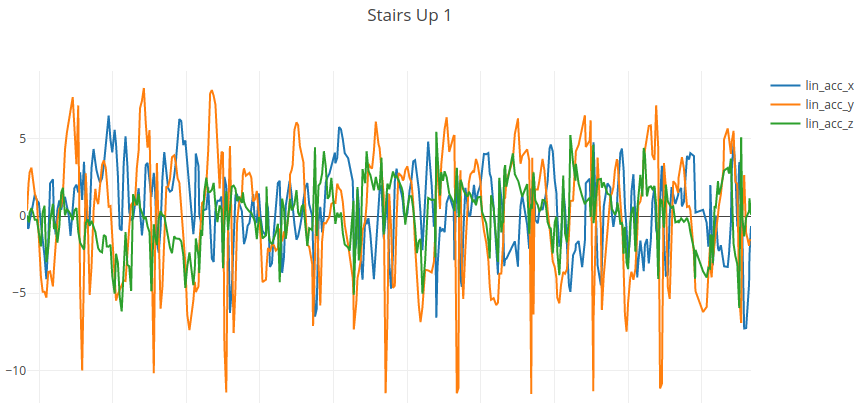 Stairs Up 1
lin_acc_x
lin_acc_y
lin_acc_z
5
0
−5
−10